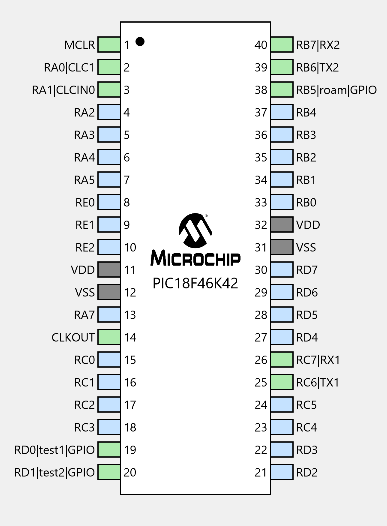 MCLR 1 40 RB7|RX2
RA0|CLC1 2 39 RB6|TX2
RA1|CLCIN0 3 38 RB5|roam|GPIO
RA2 4 37 RB4
RA3 5 36 RB3
RA4 6 35 RB2
RA5 7 34 RB1
RE0 8 33 RB0
RE1 9 32 VDD
RE2 10 31 VSS
VDD 11 30 RD7
VSS 12 29 RD6
RA7 13 28 RD5
CLKOUT 14 27 RD4
RC0 15 26 RC7|RX1
RC1 16 25 RC6|TX1
RC2 17 24 RC5
RC3 18 23 RC4
RD0|test1|GPIO 19 22 RD3
RD1|test2|GPIO 20 21 RD2
MICROCHIP
PIC18F46K42